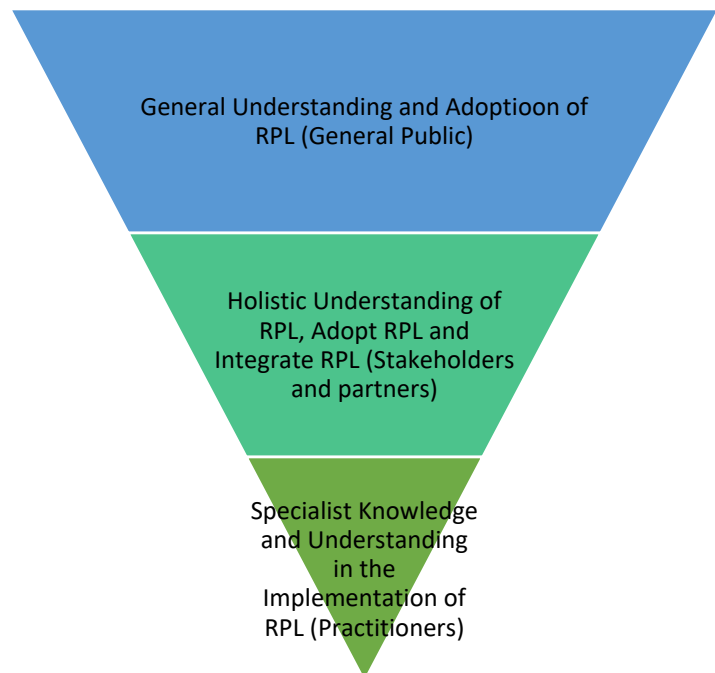 General Understanding and Adoptioon of
RPL (General Public)
Holistic Understanding of
RPL, Adopt RPL and
Integrate RPL (Stakeholders
and partners)
Specialist Knowledge
and Understanding
in the
Implementation of
RPL (Practitioners)